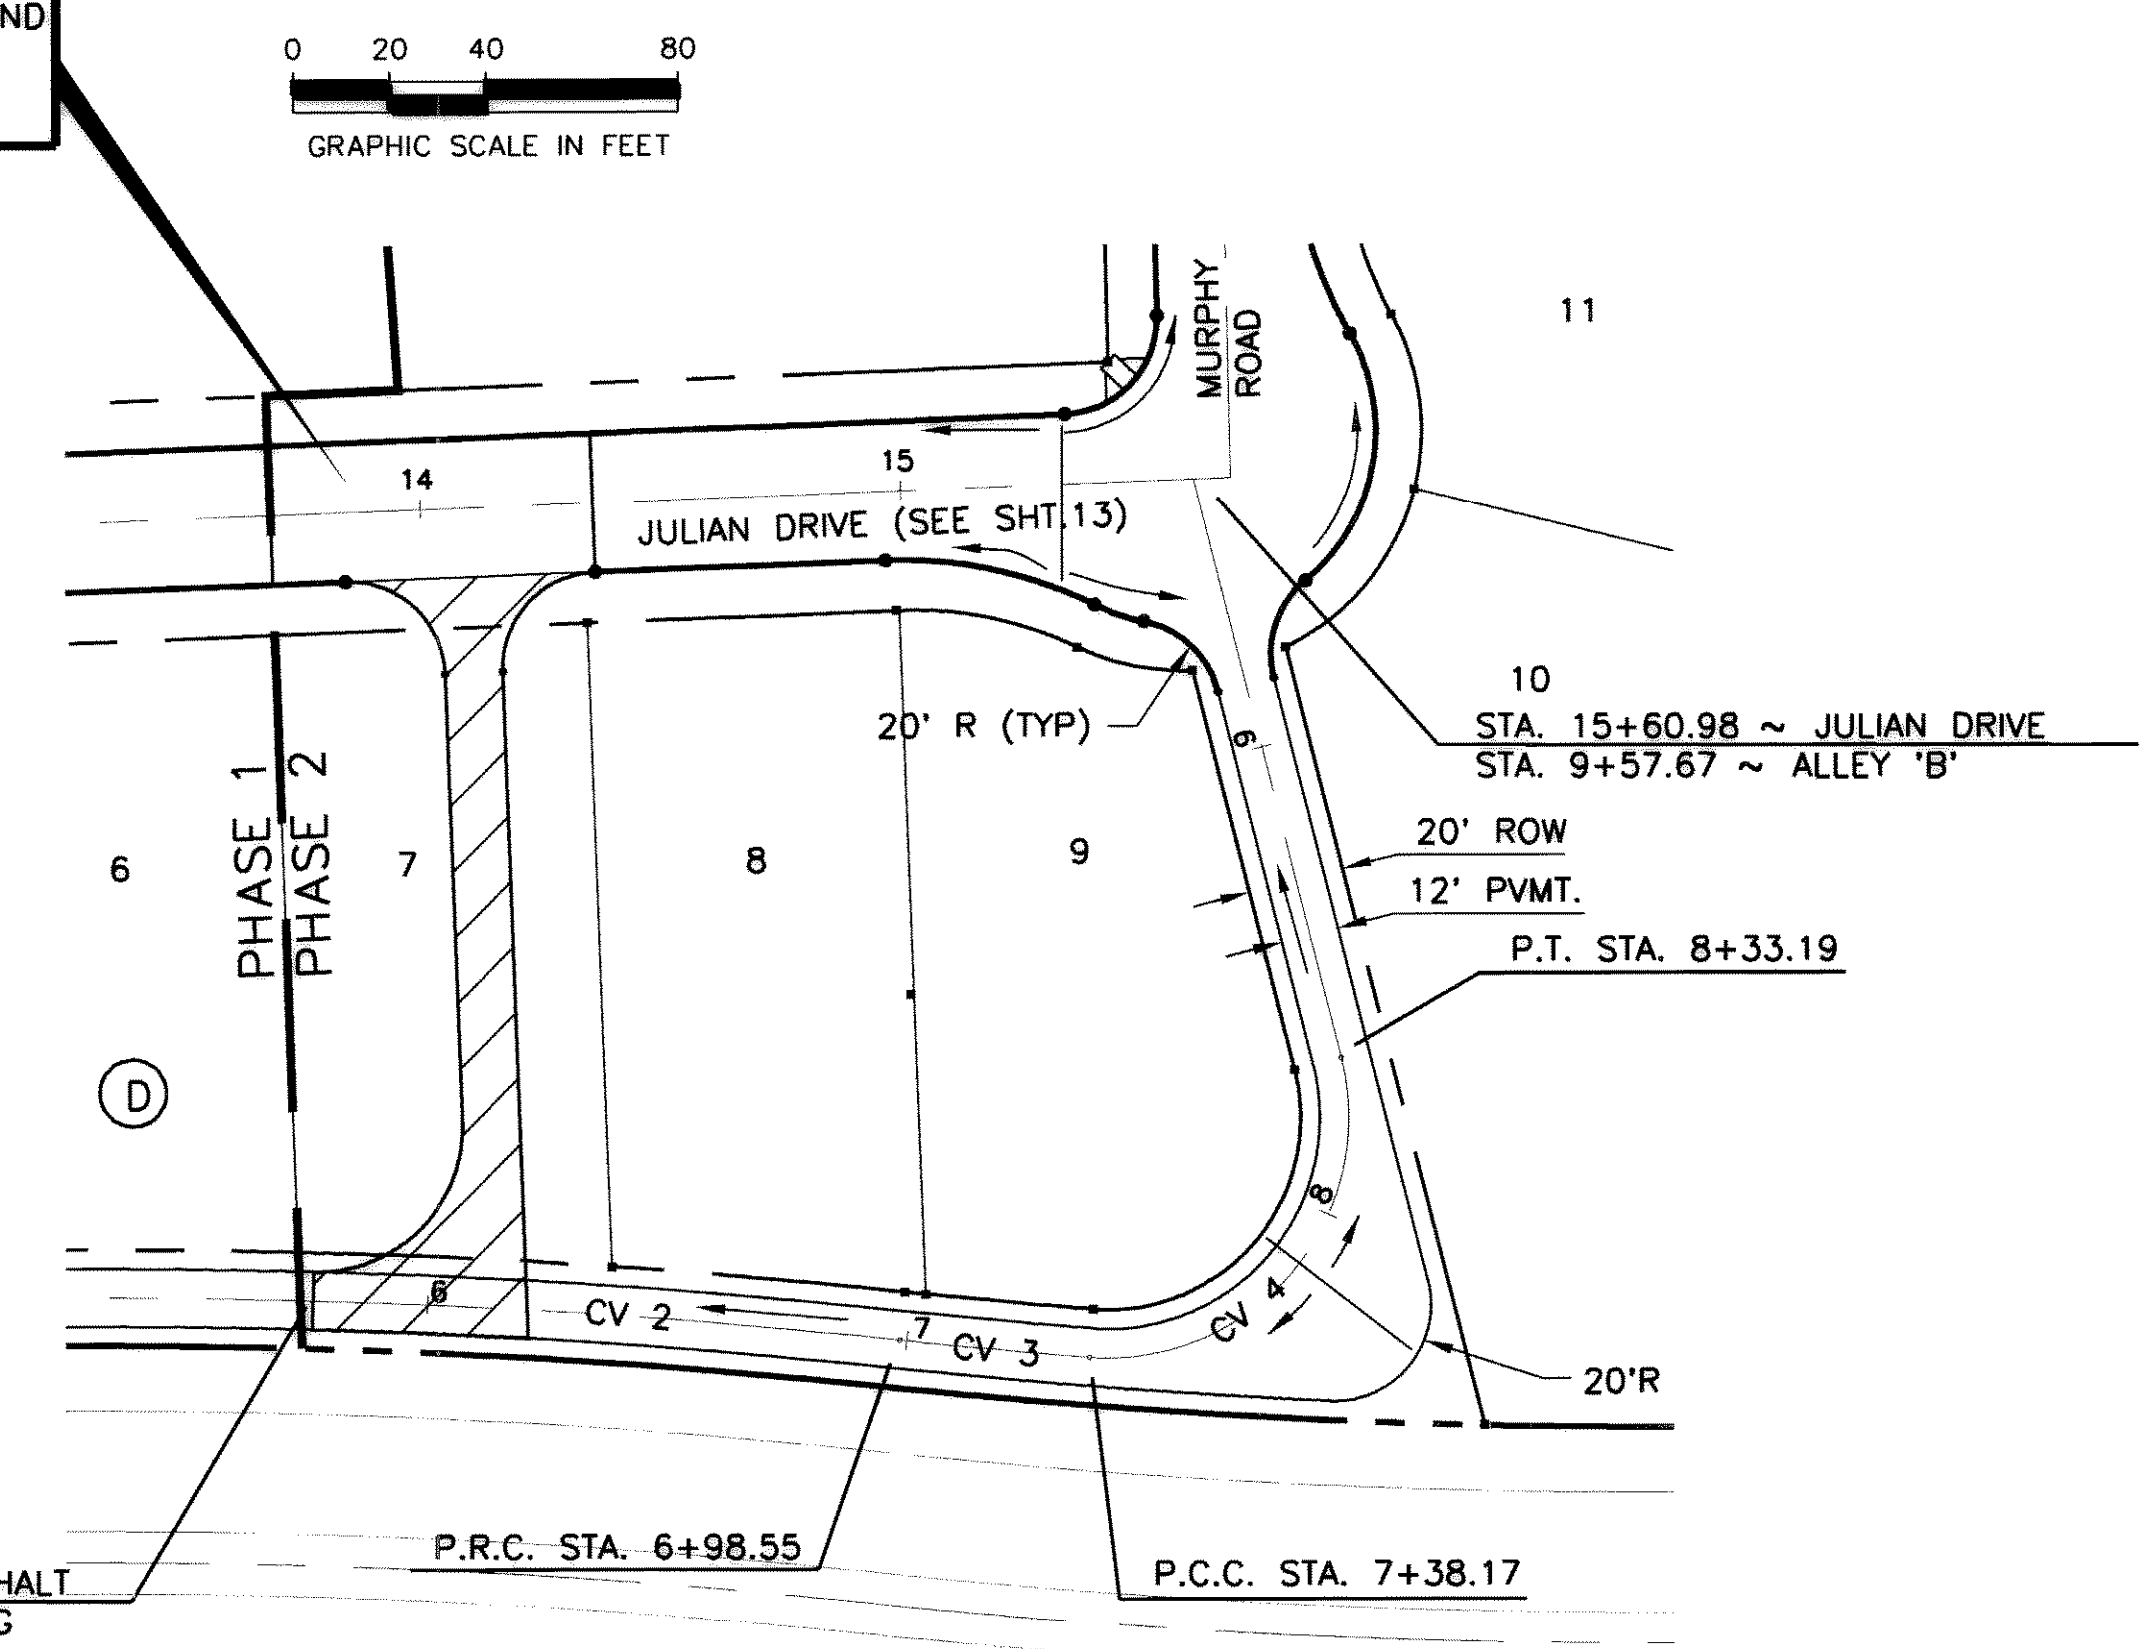 ND
0 20 40 80
GRAPHIC SCALE IN FEET
MURPHY
ROAD
11
14
15
JULIAN DRIVE (SEE SHT.13)
20' R (TYP)
10
STA. 15+60.98 ~ JULIAN DRIVE
STA. 9+57.67 ~ ALLEY 'B'
9
PHASE 1
PHASE 2
6
7
8
9
20' ROW
12' PVMT.
P.T. STA. 8+33.19
D
8
6
CV 2
7
CV 3
CV 4
20'R
P.R.C. STA. 6+98.55
P.C.C. STA. 7+38.17
HALT
G